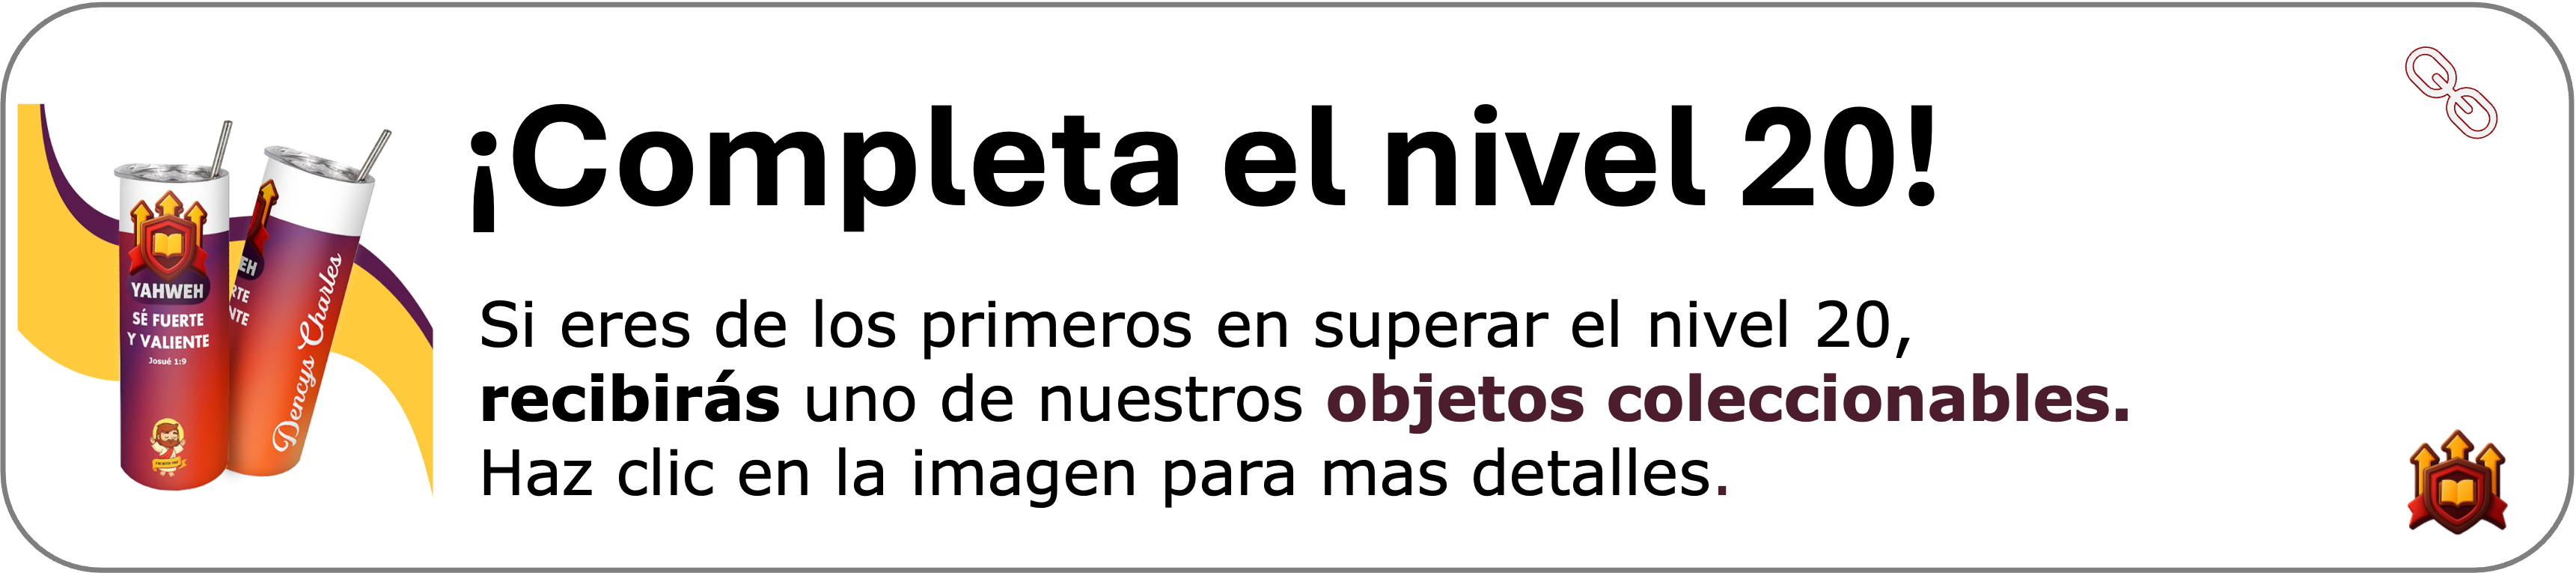 ¡Completa el nivel 20!
Si eres de los primeros en superar el nivel 20,
recibirás uno de nuestros objetos coleccionables.
Haz clic en la imagen para mas detalles.
YAHWEH
SÉ FUERTE
Y VALIENTE
Josué 1:9
EH
RTE
NTE
Dencys Charles